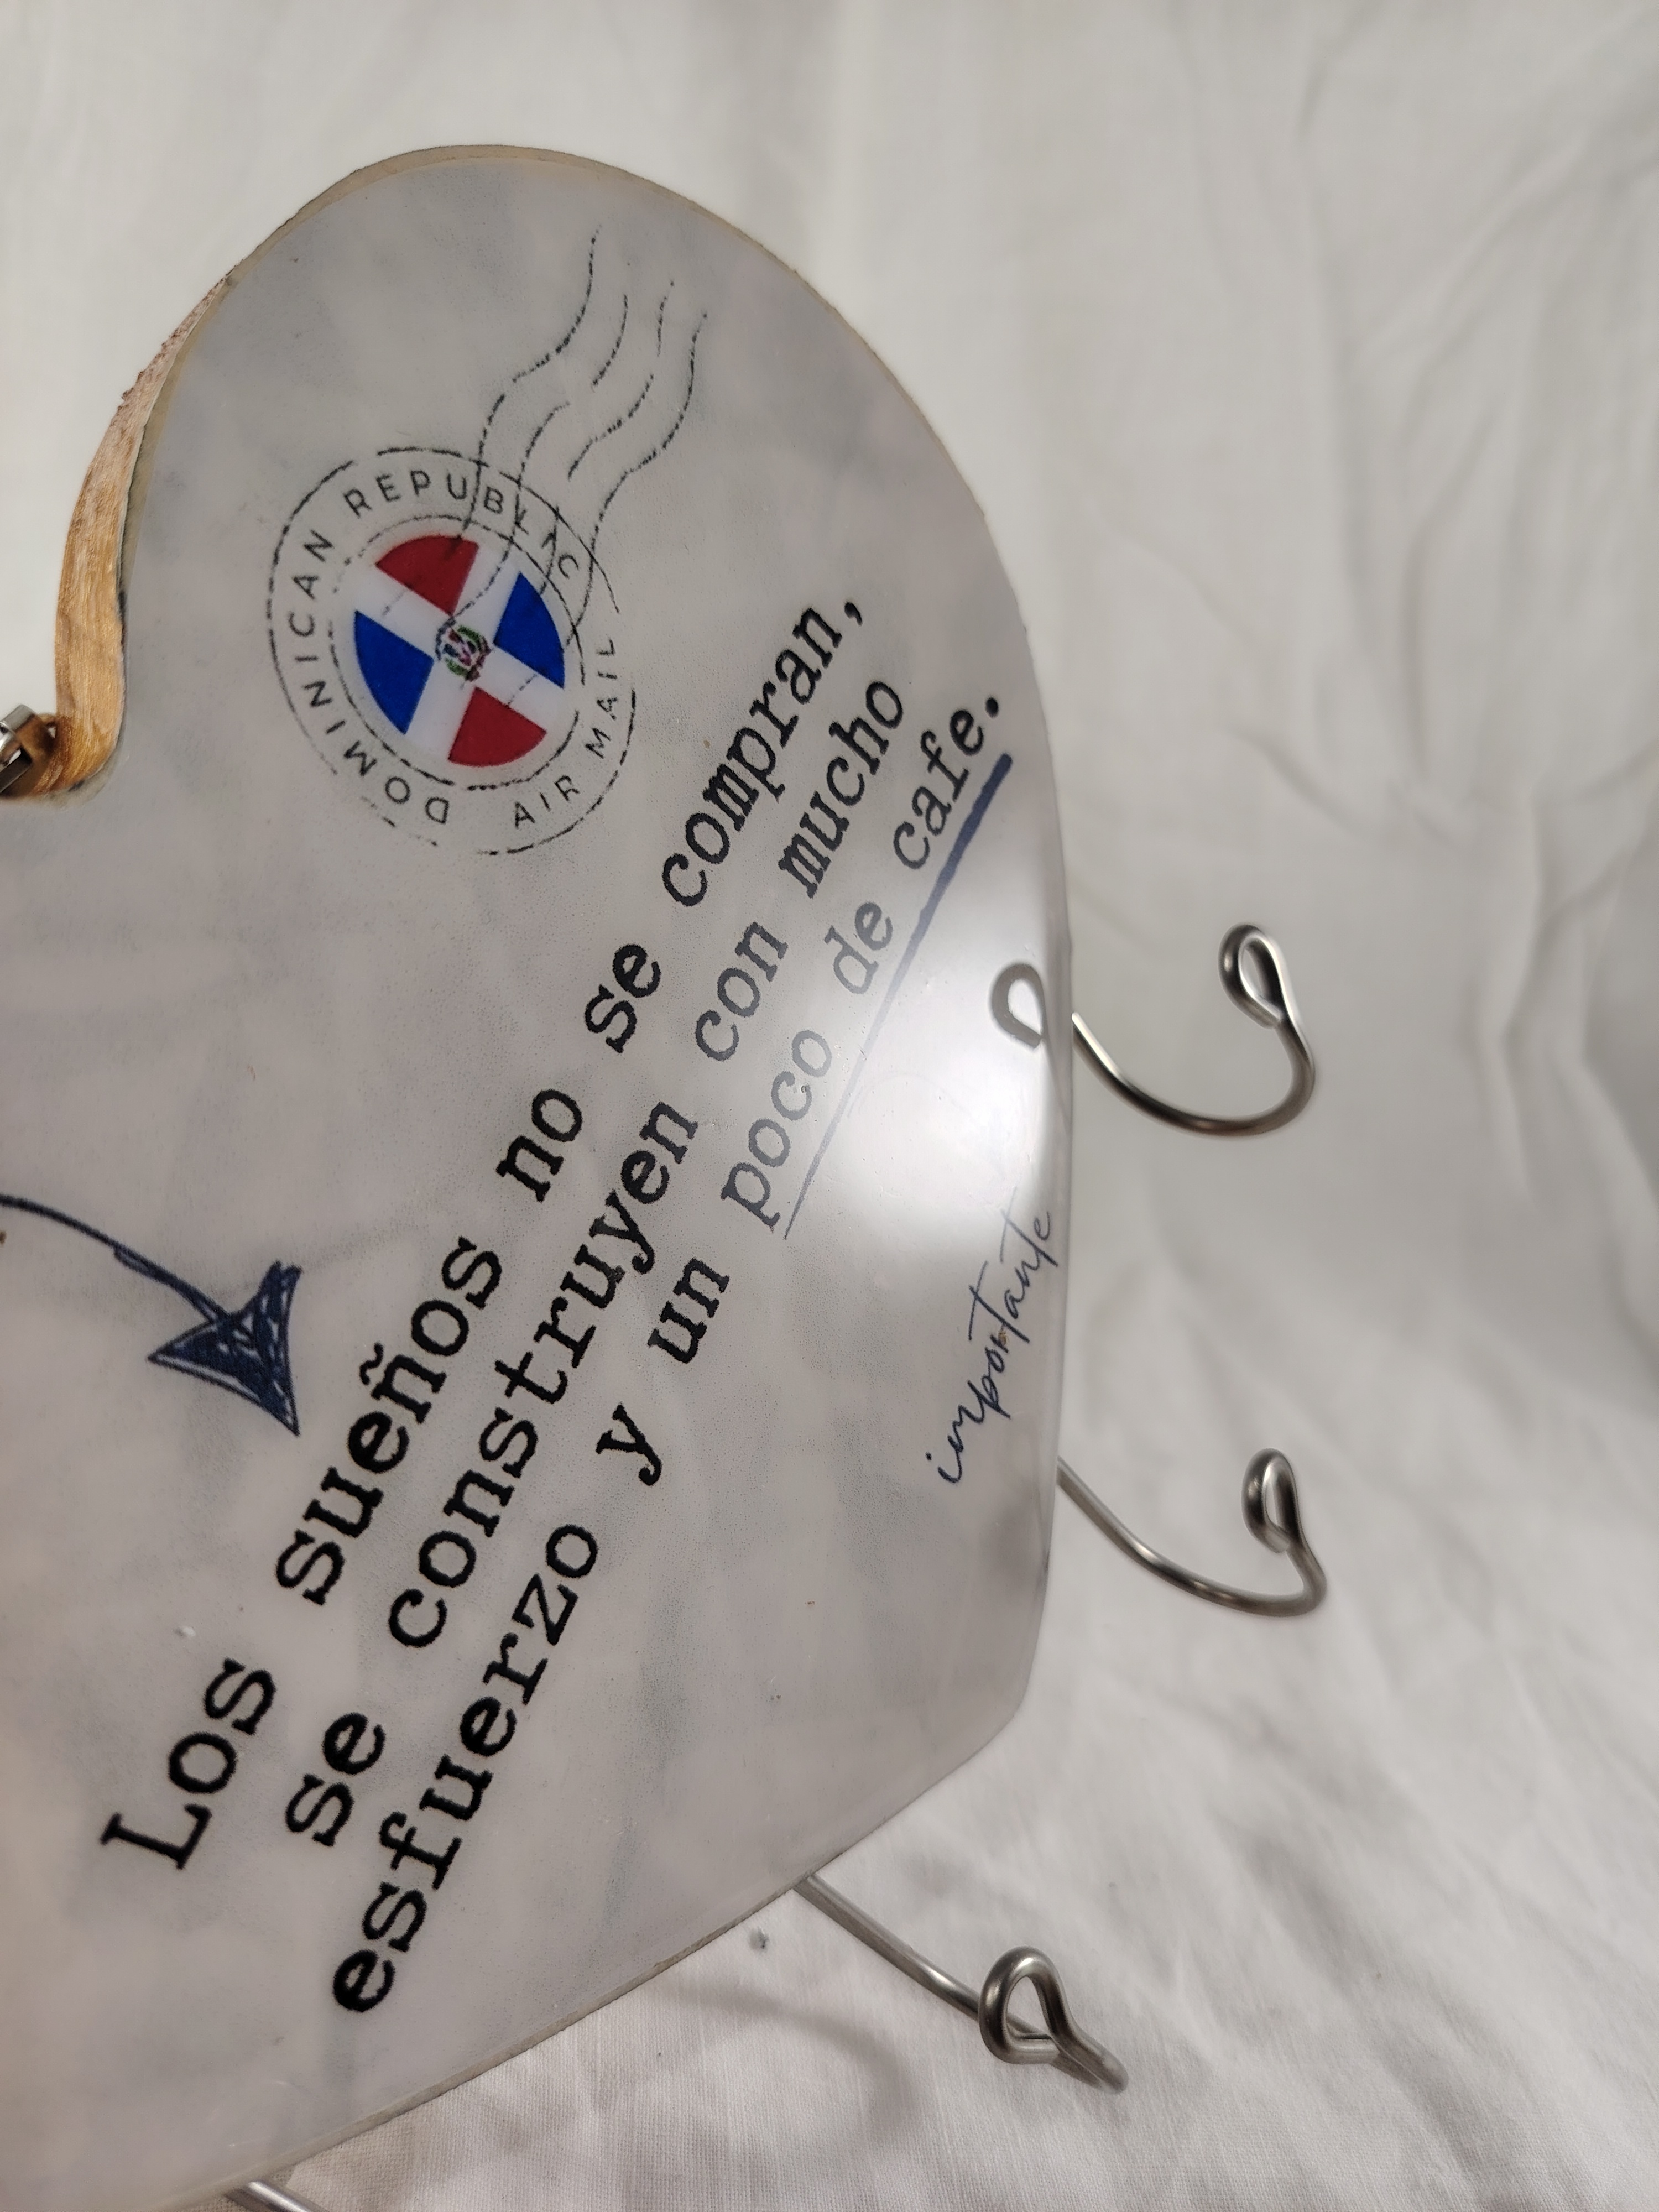 DOMINICAN REPUBLIC
AIR MAIL
Los sueños no se compran,
se construyen con mucho
esfuerzo y un poco de cafe.
importante